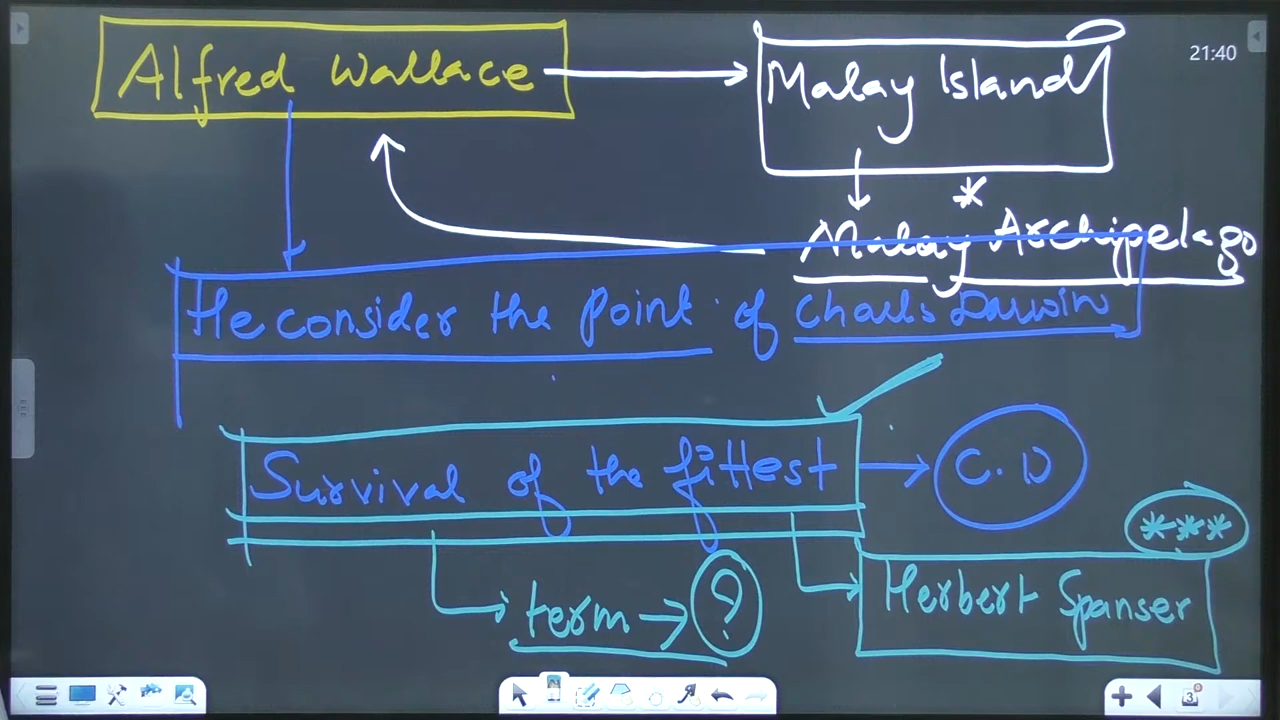 Alfred Wallace
Malay Island
21:40
Malay Archipelago
He consider the point of Charls Darwin
Survival of the fittest
C.D
term → ?
Herbert Spanser
3